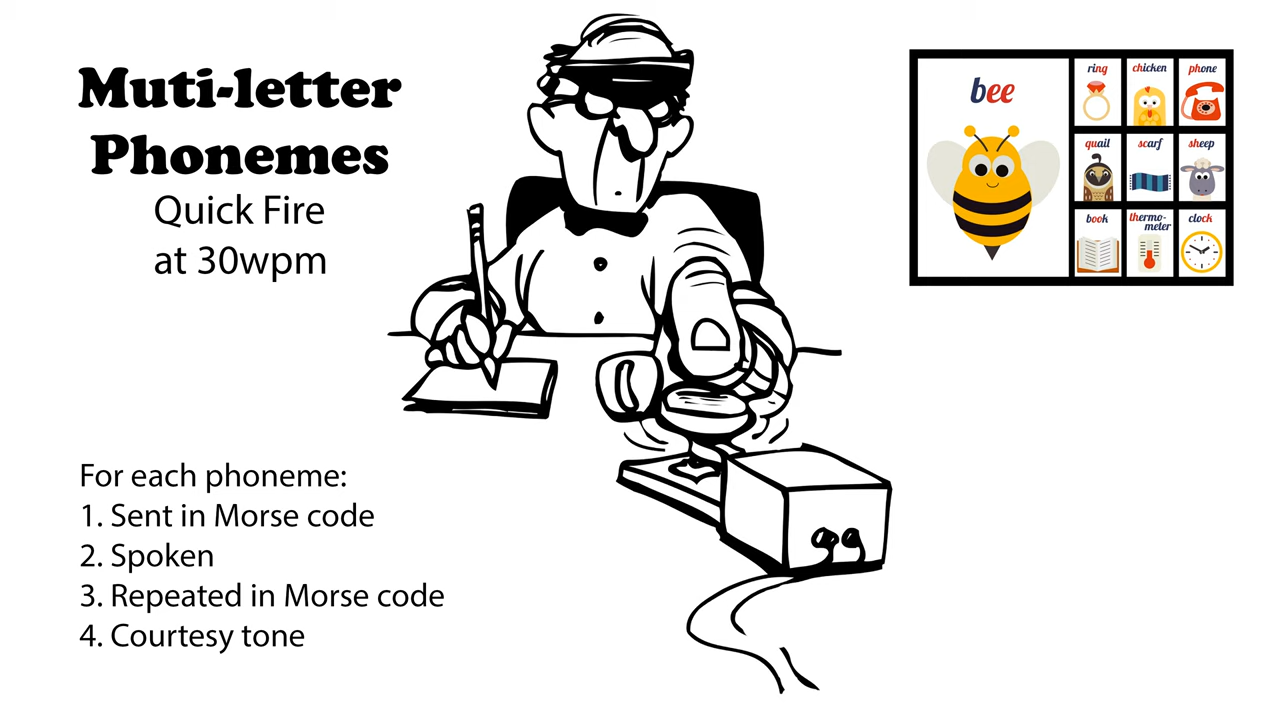 Muti-letter
Phonemes
Quick Fire
at 30wpm
bee
ring
chicken
phone
quail
scarf
sheep
book
thermo-
meter
clock
For each phoneme:
1. Sent in Morse code
2. Spoken
3. Repeated in Morse code
4. Courtesy tone